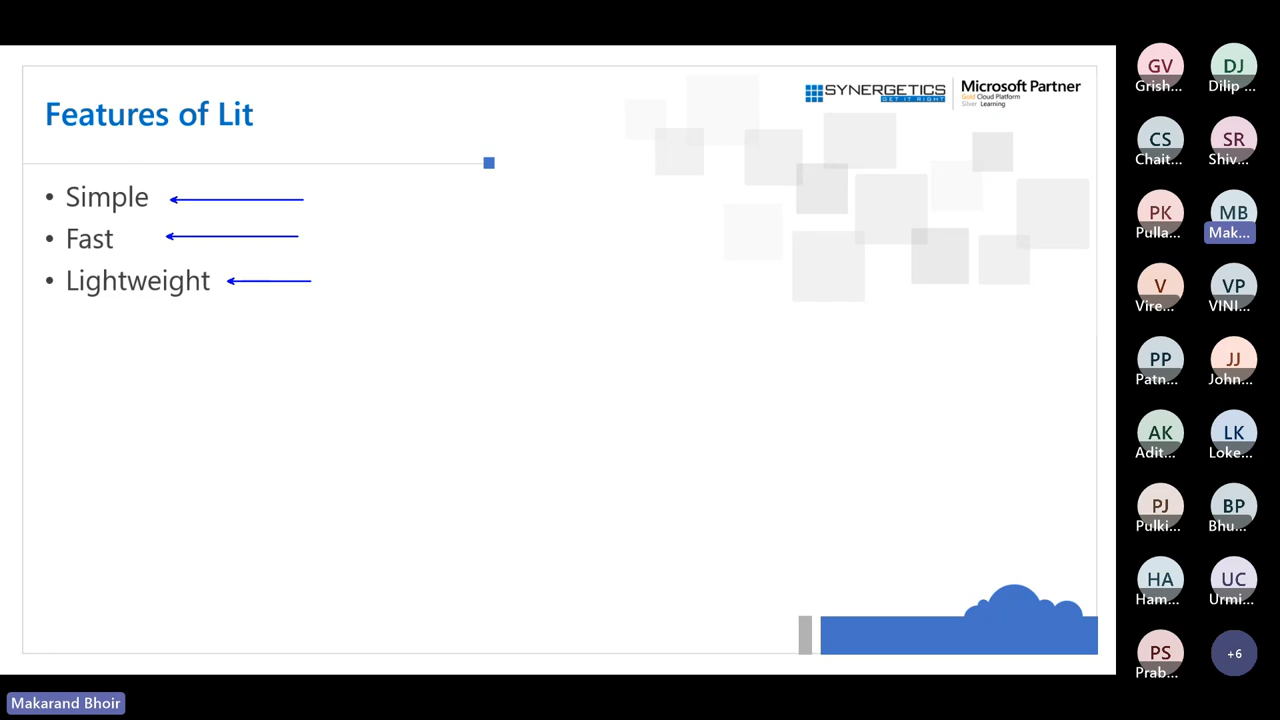 Features of Lit
SYNERGETICS
GET IT RIGHT
Microsoft Partner
Gold Cloud Platform
Silver Learning
• Simple
• Fast
• Lightweight
GV
Grish...
DJ
Dilip ...
CS
Chait...
SR
Shiv...
PK
Pulla...
MB
Mak...
V
Vire...
VP
VINI...
PP
Patn...
JJ
John...
AK
Adit...
LK
Loke...
PJ
Pulki...
BP
Bhu...
HA
Ham...
UC
Urmi...
PS
Prab...
+6
Makarand Bhoir